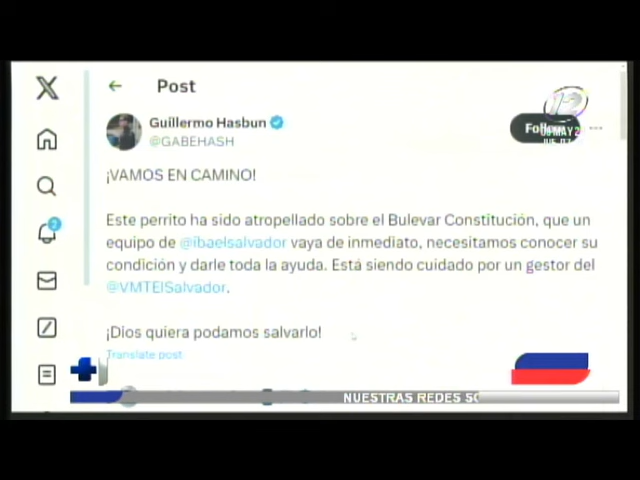 Post
Guillermo Hasbun
@GABEHASH
12
¡VAMOS EN CAMINO!
Este perrito ha sido atropellado sobre el Bulevar Constitución, que un
equipo de @ibaelsalvador vaya de inmediato, necesitamos conocer su
condición y darle toda la ayuda. Está siendo cuidado por un gestor del
@VMTElSalvador.
¡Dios quiera podamos salvarlo!
Translate post
2
NUESTRAS REDES SO